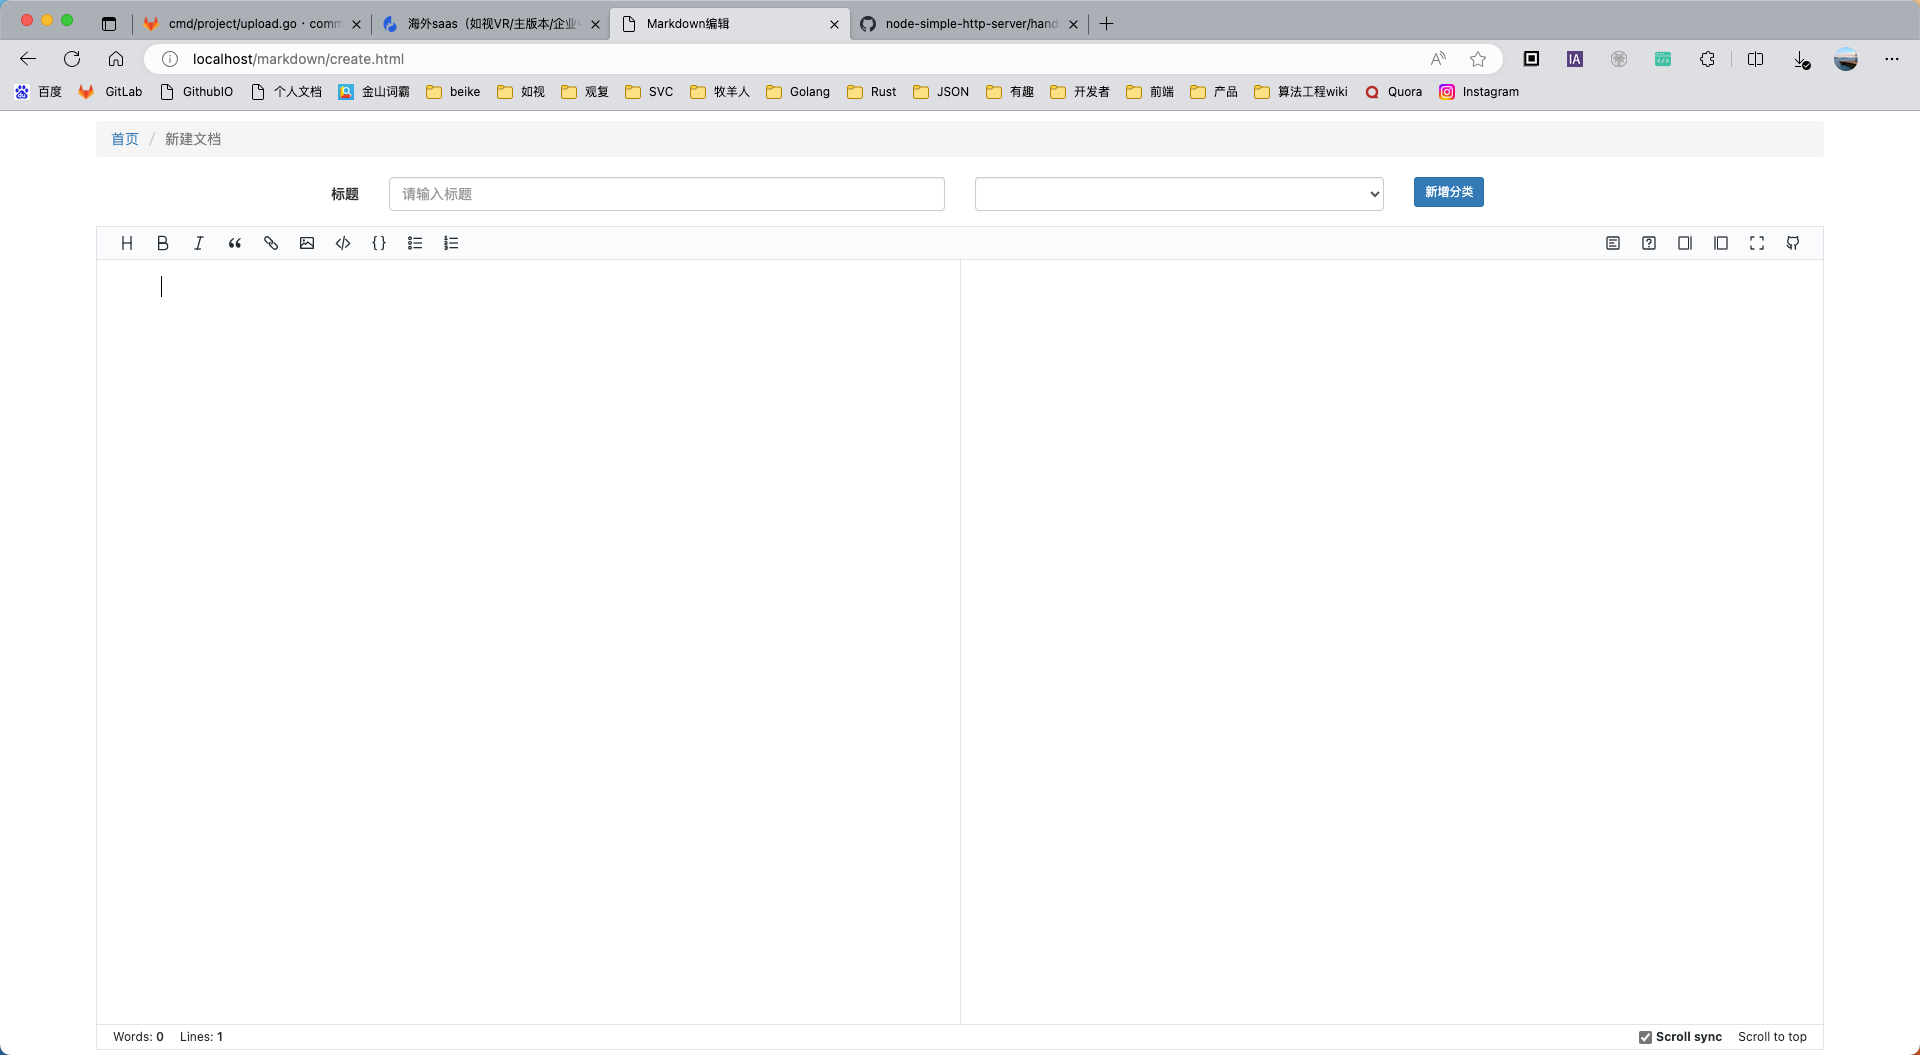 cmd/project/upload.go · comm
海外saas（如视VR/主版本/企业
Markdown编辑
node-simple-http-server/hand
localhost/markdown/create.html
百度 GitLab GithubIO 个人文档 金山词霸 beike 如视 观复 SVC 牧羊人 Golang Rust JSON 有趣 开发者 前端 产品 算法工程wiki Quora Instagram
首页 / 新建文档
标题 请输入标题 新增分类
Words: 0 Lines: 1 Scroll sync Scroll to top